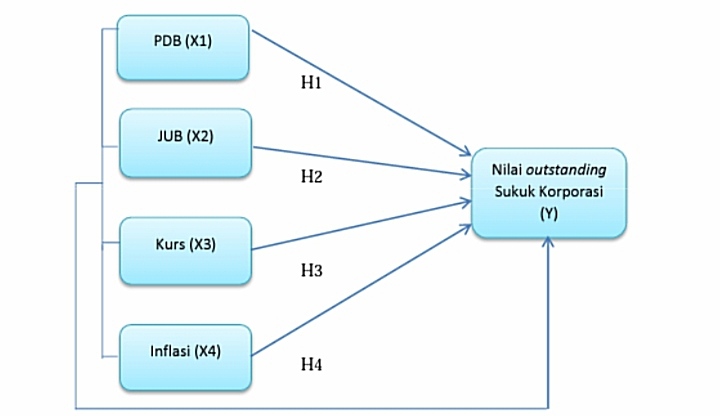 PDB (X1)
H1
JUB (X2)
H2
Nilai outstanding
Sukuk Korporasi
(Y)
Kurs (X3)
H3
Inflasi (X4)
H4